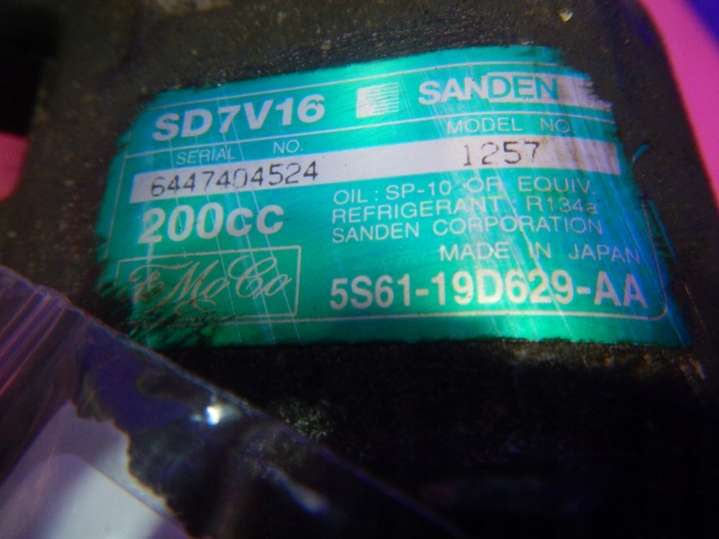 SD7V16 SANDEN
SERIAL NO. MODEL NO.
6447404524 1257
200cc OIL : SP-10 OR EQUIV.
REFRIGERANT : R134a
SANDEN CORPORATION
MADE IN JAPAN
MoCo 5S61-19D629-AA